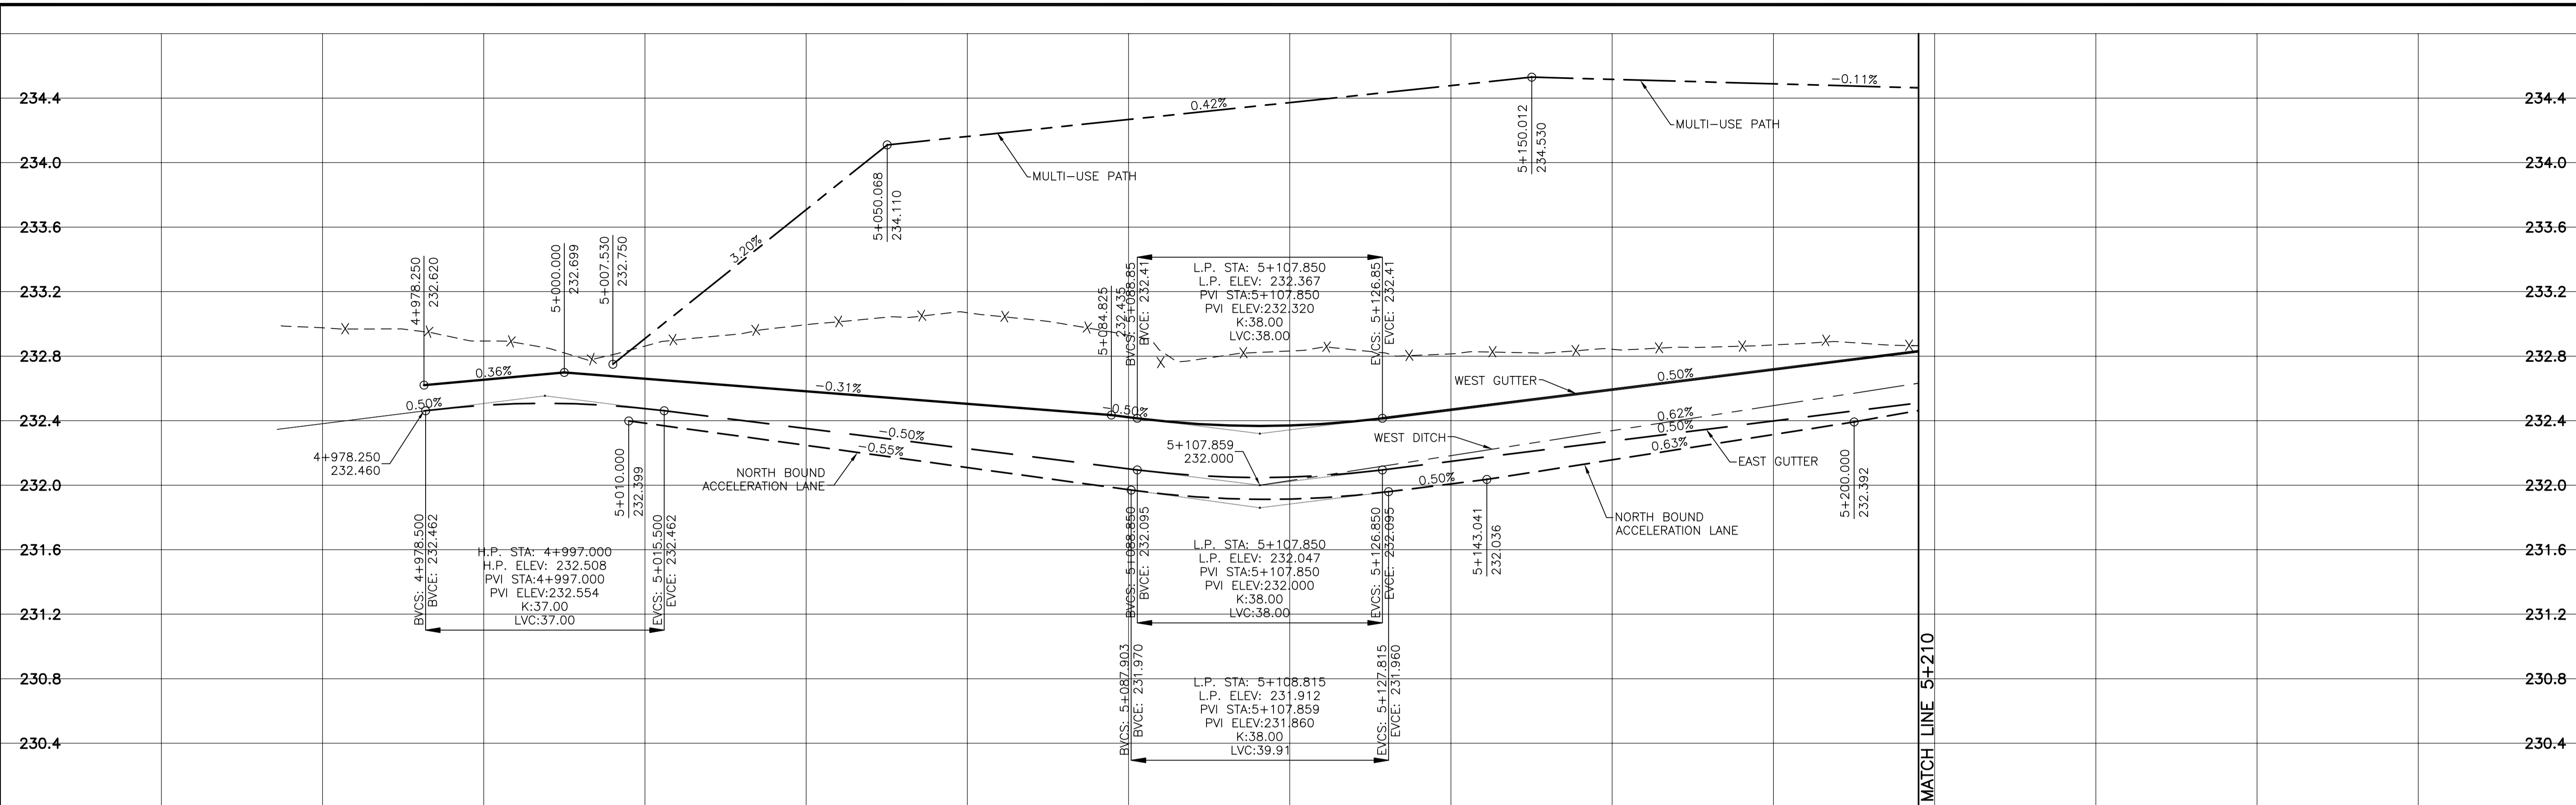 234.4
234.0
233.6
233.2
232.8
232.4
232.0
231.6
231.2
230.8
230.4
4+978.250
232.620
0.36%
5+000.000
232.699
5+007.530
232.750
3.20%
5+050.068
234.110
MULTI-USE PATH
0.42%
5+150.012
234.530
MULTI-USE PATH
-0.11%
-0.31%
5+084.825
232.435
BVCS: 5+088.85
BVCE: 232.41
L.P. STA: 5+107.850
L.P. ELEV: 232.367
PVI STA:5+107.850
PVI ELEV:232.320
K:38.00
LVC:38.00
EVCS: 5+126.85
EVCE: 232.41
-0.50%
WEST GUTTER
0.50%
0.50%
4+978.250
232.460
5+010.000
232.399
-0.50%
-0.55%
NORTH BOUND
ACCELERATION LANE
5+107.859
232.000
WEST DITCH
0.62%
0.50%
0.63%
EAST GUTTER
0.50%
5+143.041
232.036
NORTH BOUND
ACCELERATION LANE
5+200.000
232.392
BVCS: 4+978.500
BVCE: 232.462
H.P. STA: 4+997.000
H.P. ELEV: 232.508
PVI STA:4+997.000
PVI ELEV:232.554
K:37.00
LVC:37.00
EVCS: 5+015.500
EVCE: 232.462
BVCS: 5+088.850
BVCE: 232.095
L.P. STA: 5+107.850
L.P. ELEV: 232.047
PVI STA:5+107.850
PVI ELEV:232.000
K:38.00
LVC:38.00
EVCS: 5+126.850
EVCE: 232.095
BVCS: 5+087.903
BVCE: 231.970
L.P. STA: 5+108.815
L.P. ELEV: 231.912
PVI STA:5+107.859
PVI ELEV:231.860
K:38.00
LVC:39.91
EVCS: 5+127.815
EVCE: 231.960
MATCH LINE 5+210
234.4
234.0
233.6
233.2
232.8
232.4
232.0
231.6
231.2
230.8
230.4